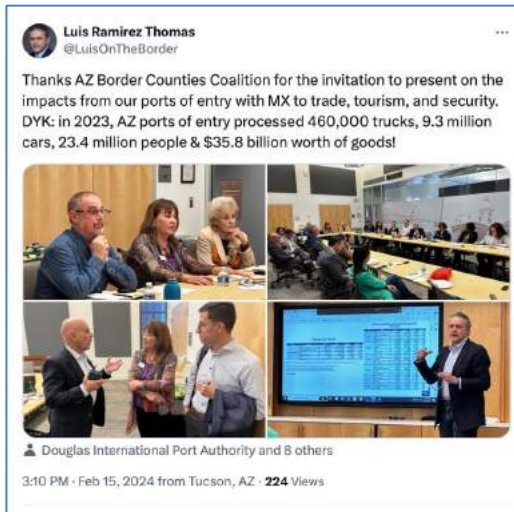 Luis Ramirez Thomas
@LuisOnTheBorder
Thanks AZ Border Counties Coalition for the invitation to present on the
impacts from our ports of entry with MX to trade, tourism, and security.
DYK: in 2023, AZ ports of entry processed 460,000 trucks, 9.3 million
cars, 23.4 million people & $35.8 billion worth of goods!
Douglas International Port Authority and 8 others
3:10 PM · Feb 15, 2024 from Tucson, AZ · 224 Views